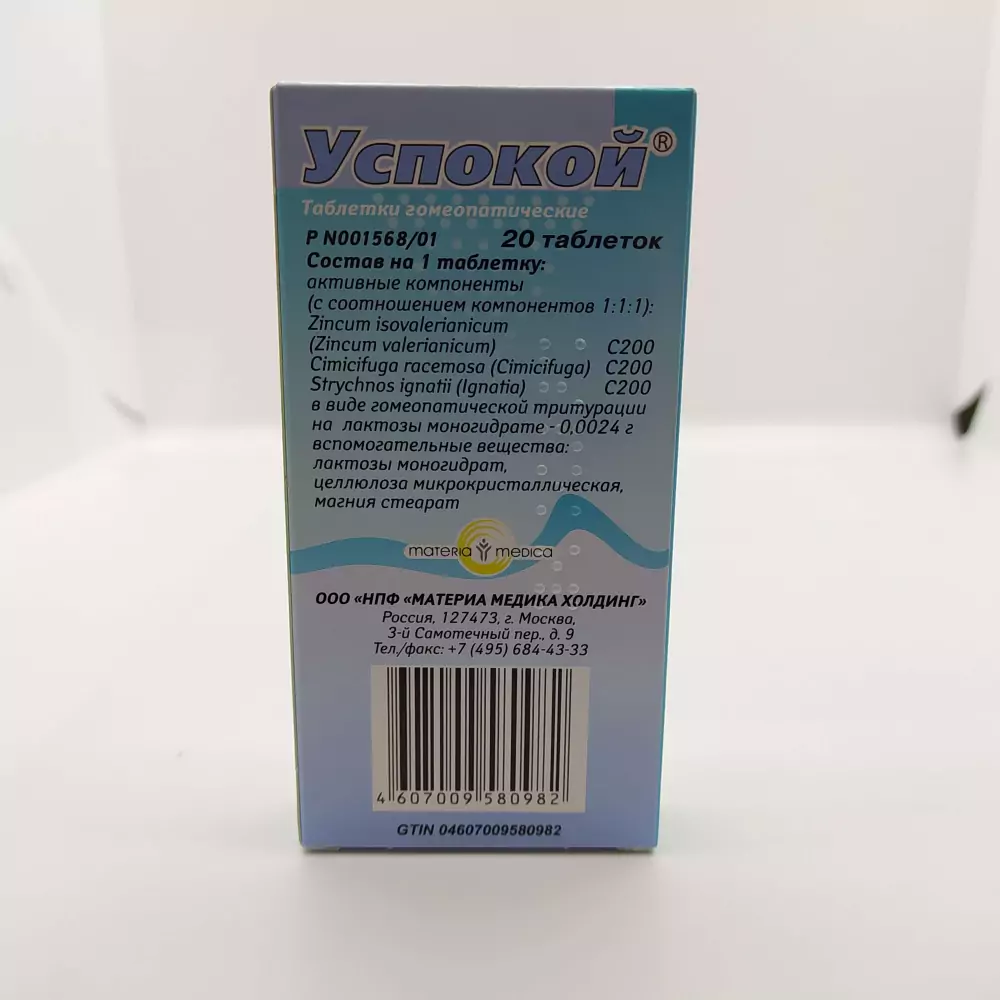 Успокой®
Таблетки гомеопатические
Р N001568/01 20 таблеток
Состав на 1 таблетку:
активные компоненты
(с соотношением компонентов 1:1:1):
Zincum isovalerianicum
(Zincum valerianicum) C200
Cimicifuga racemosa (Cimicifuga) C200
Strychnos ignatii (Ignatia) C200
в виде гомеопатической тритурации
на лактозы моногидрате - 0,0024 г
вспомогательные вещества:
лактозы моногидрат,
целлюлоза микрокристаллическая,
магния стеарат
materia medica
ООО «НПФ «МАТЕРИА МЕДИКА ХОЛДИНГ»
Россия, 127473, г. Москва,
3-й Самотечный пер., д. 9
Тел./факс: +7 (495) 684-43-33
4 607009 580982
GTIN 04607009580982